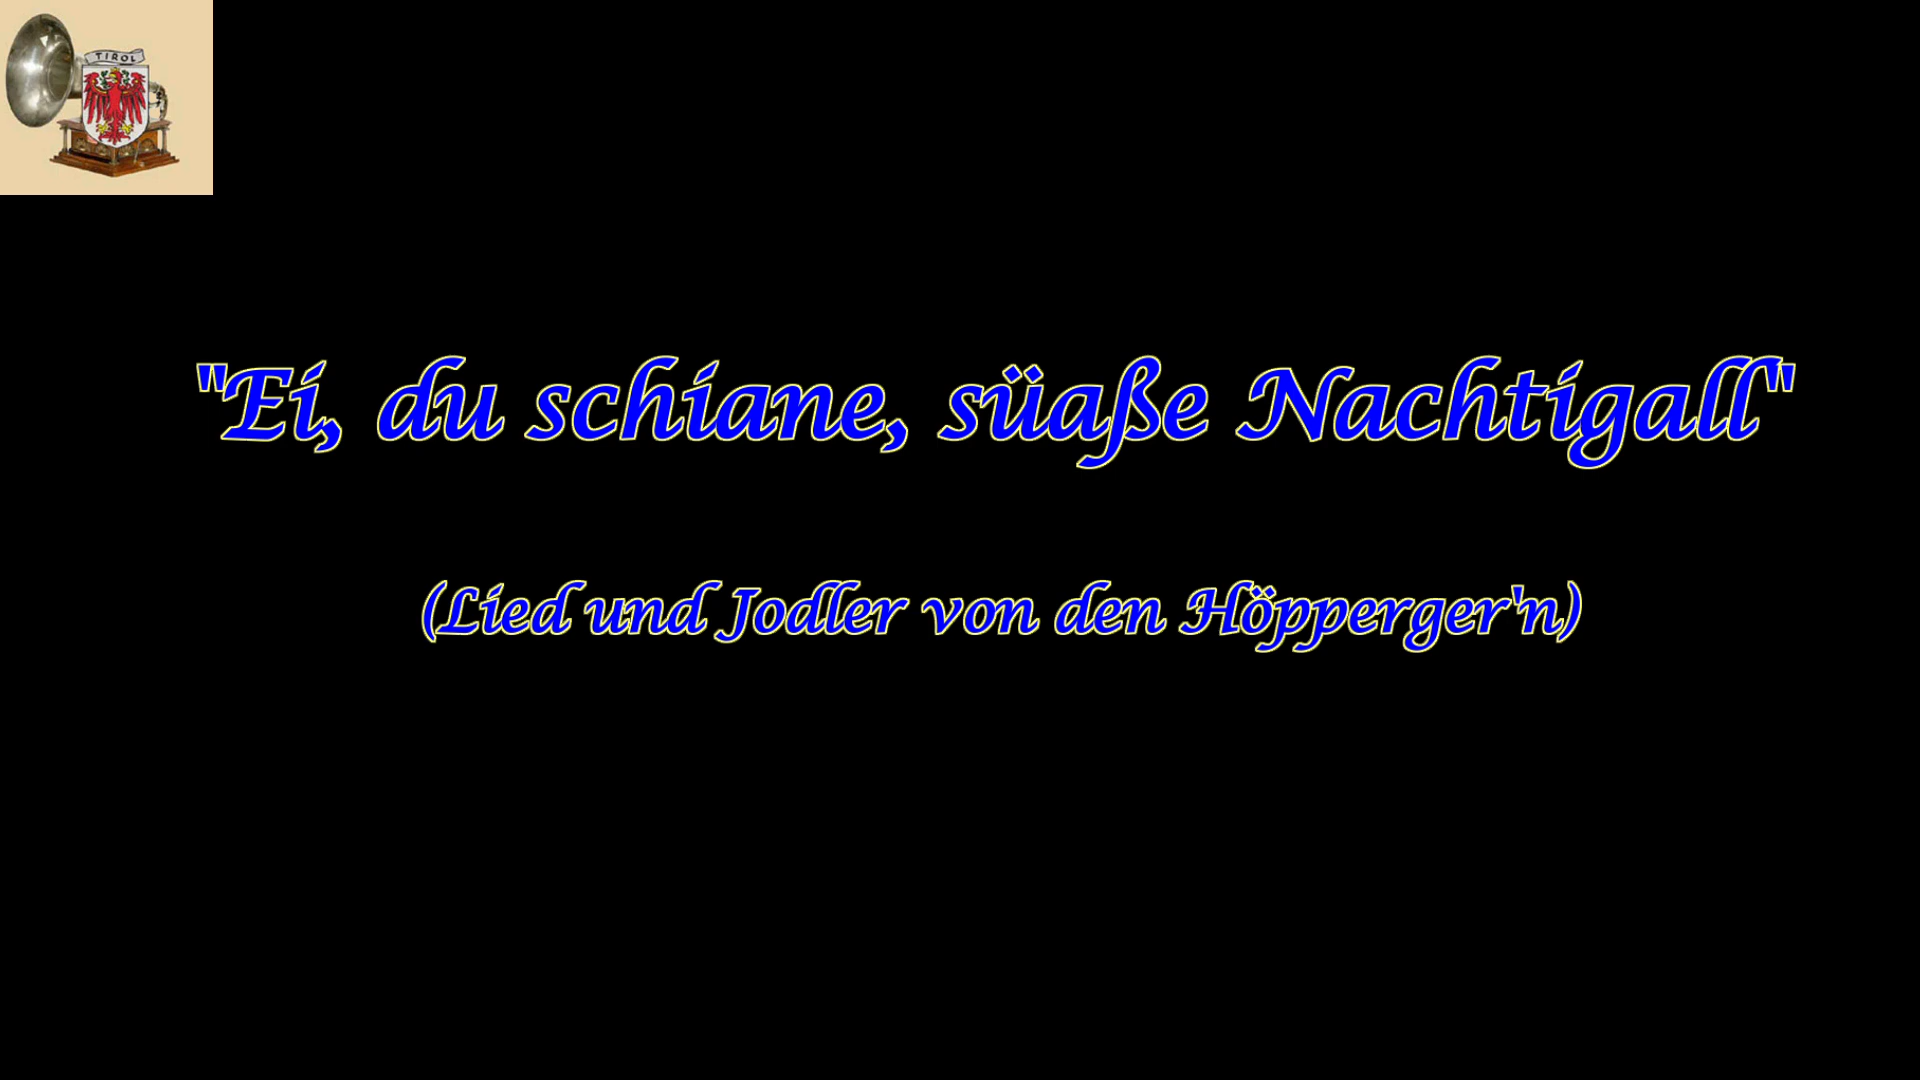 TIROL
"Ei, du schiane, süaße Nachtigall"
(Lied und Jodler von den Höpperger'n)